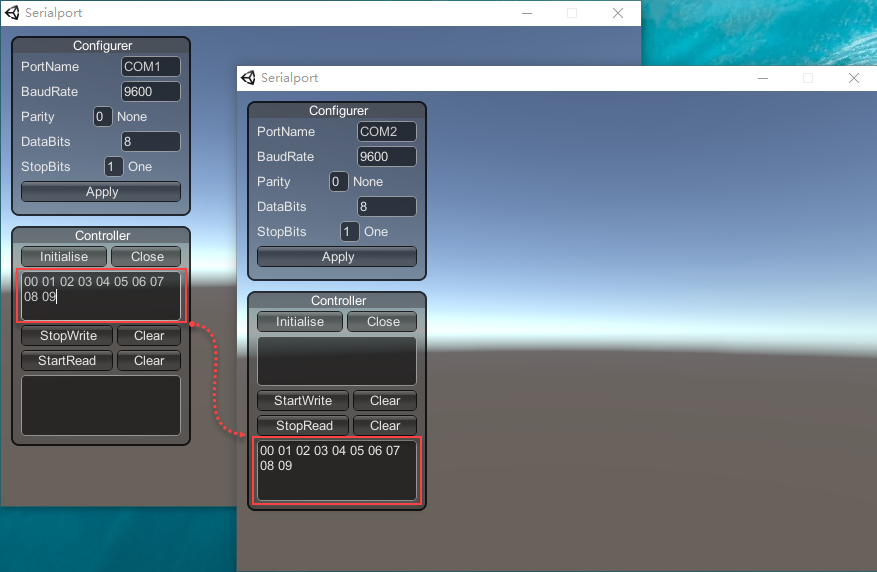 Serialport
Configurer
PortName COM1
BaudRate 9600
Parity 0 None
DataBits 8
StopBits 1 One
Apply
Controller
Initialise Close
00 01 02 03 04 05 06 07
08 09
StopWrite Clear
StartRead Clear
Serialport
Configurer
PortName COM2
BaudRate 9600
Parity 0 None
DataBits 8
StopBits 1 One
Apply
Controller
Initialise Close
StartWrite Clear
StopRead Clear
00 01 02 03 04 05 06 07
08 09